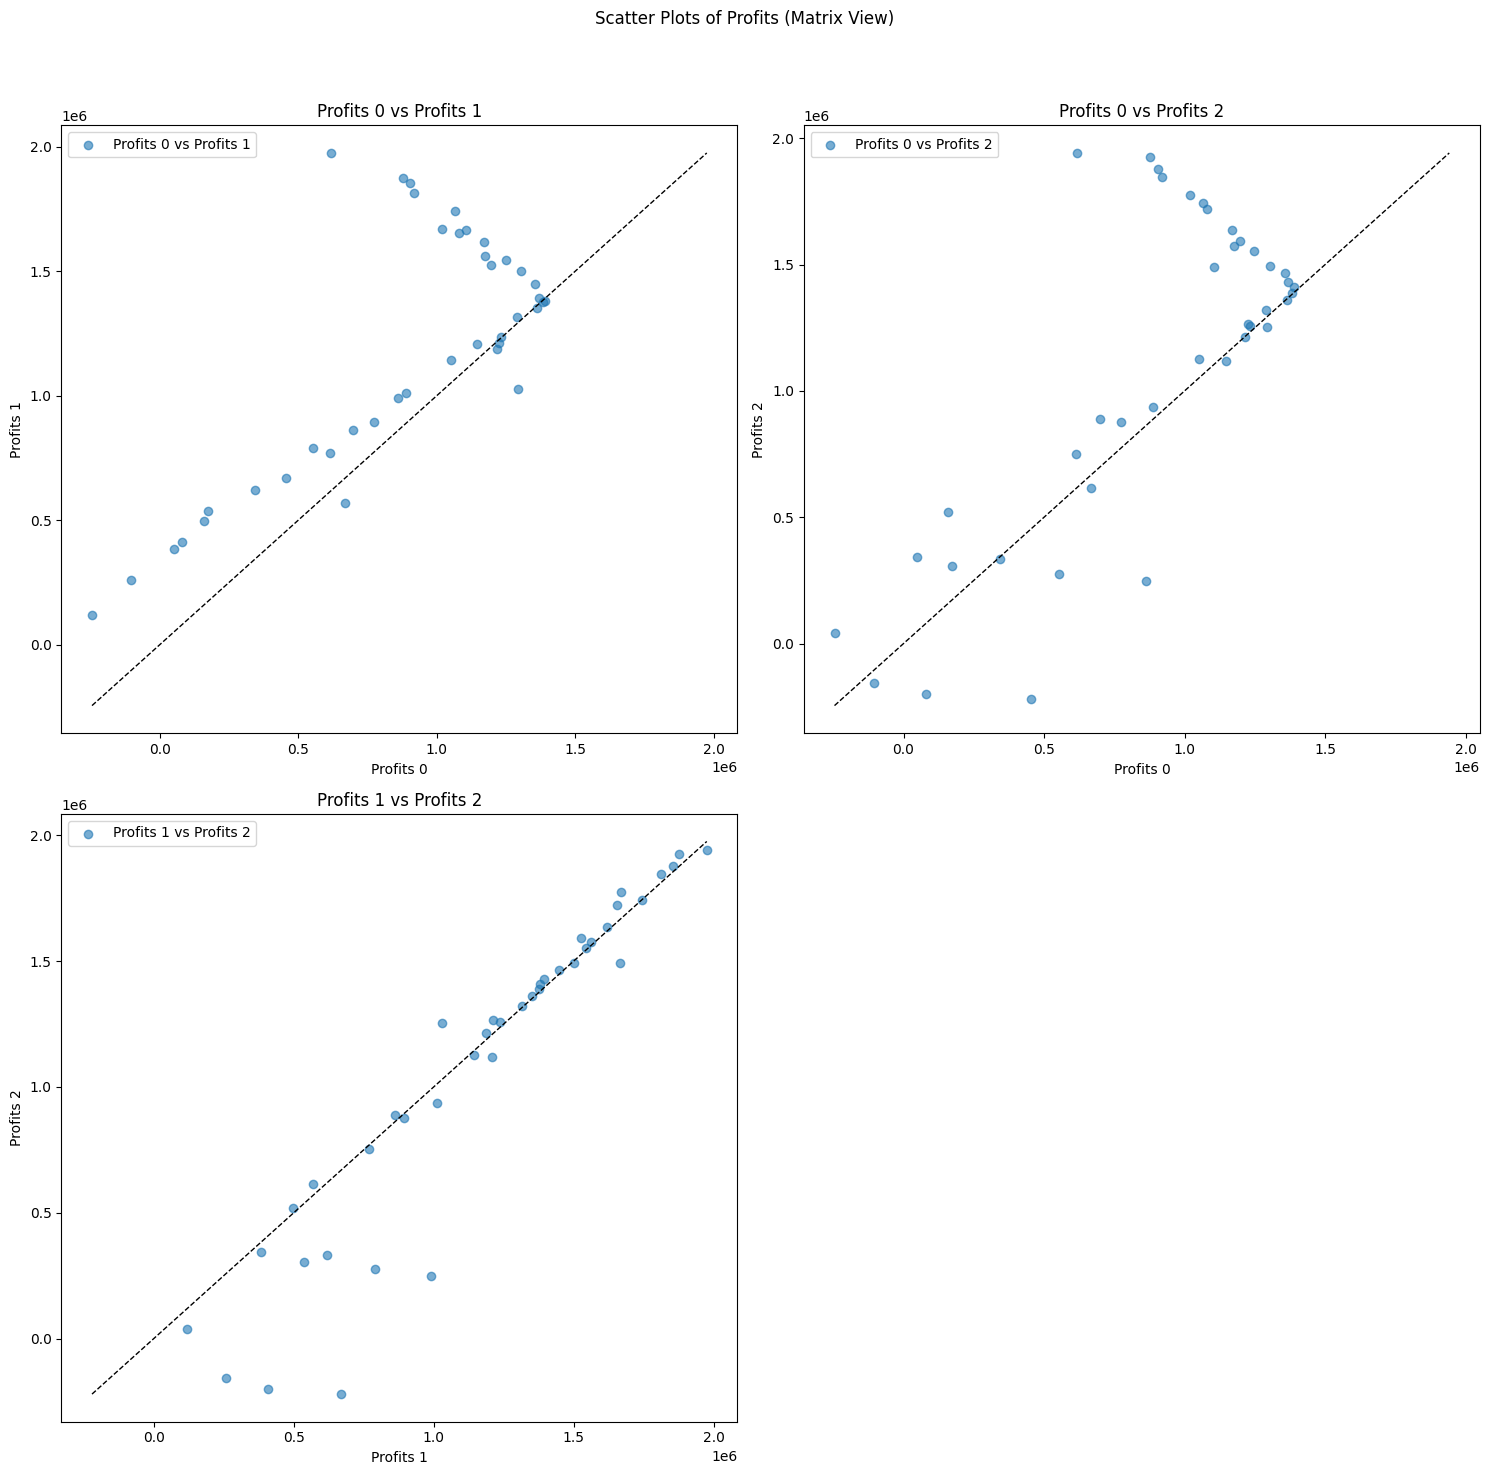 Scatter Plots of Profits (Matrix View)
Profits 0 vs Profits 1
1e6
Profits 0 vs Profits 1
2.0
1.5
1.0
0.5
0.0
Profits 1
0.0 0.5 1.0 1.5 2.0
1e6
Profits 0
Profits 0 vs Profits 2
1e6
Profits 0 vs Profits 2
2.0
1.5
1.0
0.5
0.0
Profits 2
0.0 0.5 1.0 1.5 2.0
1e6
Profits 0
Profits 1 vs Profits 2
1e6
Profits 1 vs Profits 2
2.0
1.5
1.0
0.5
0.0
Profits 2
0.0 0.5 1.0 1.5 2.0
1e6
Profits 1